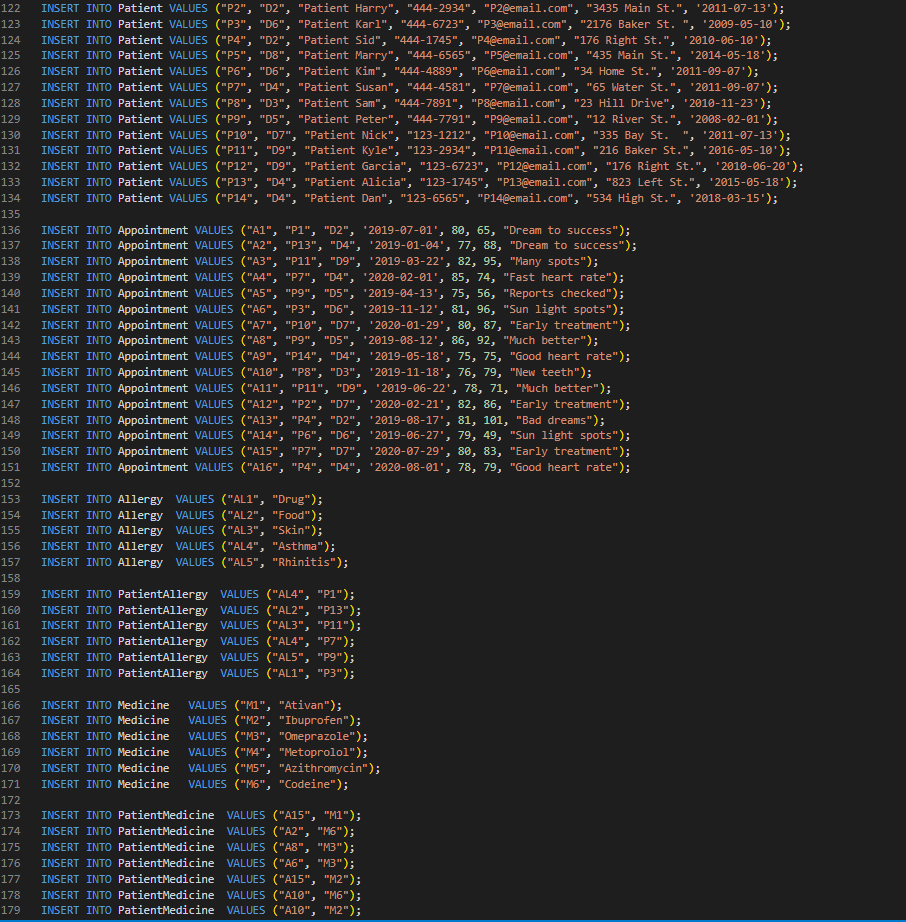 122 INSERT INTO Patient VALUES ("P2", "D2", "Patient Harry", "444-2934", "P2@email.com", "3435 Main St.", '2011-07-13');
123 INSERT INTO Patient VALUES ("P3", "D6", "Patient Karl", "444-6723", "P3@email.com", "2176 Baker St. ", '2009-05-10');
124 INSERT INTO Patient VALUES ("P4", "D2", "Patient Sid", "444-1745", "P4@email.com", "176 Right St.", '2010-06-10');
125 INSERT INTO Patient VALUES ("P5", "D8", "Patient Marry", "444-6565", "P5@email.com", "435 Main St.", '2014-05-18');
126 INSERT INTO Patient VALUES ("P6", "D6", "Patient Kim", "444-4889", "P6@email.com", "34 Home St.", '2011-09-07');
127 INSERT INTO Patient VALUES ("P7", "D4", "Patient Susan", "444-4581", "P7@email.com", "65 Water St.", '2011-09-07');
128 INSERT INTO Patient VALUES ("P8", "D3", "Patient Sam", "444-7891", "P8@email.com", "23 Hill Drive", '2010-11-23');
129 INSERT INTO Patient VALUES ("P9", "D5", "Patient Peter", "444-7791", "P9@email.com", "12 River St.", '2008-02-01');
130 INSERT INTO Patient VALUES ("P10", "D7", "Patient Nick", "123-1212", "P10@email.com", "335 Bay St.  ", '2011-07-13');
131 INSERT INTO Patient VALUES ("P11", "D9", "Patient Kyle", "123-2934", "P11@email.com", "216 Baker St.", '2016-05-10');
132 INSERT INTO Patient VALUES ("P12", "D9", "Patient Garcia", "123-6723", "P12@email.com", "176 Right St.", '2010-06-20');
133 INSERT INTO Patient VALUES ("P13", "D4", "Patient Alicia", "123-1745", "P13@email.com", "823 Left St.", '2015-05-18');
134 INSERT INTO Patient VALUES ("P14", "D4", "Patient Dan", "123-6565", "P14@email.com", "534 High St.", '2018-03-15');
135
136 INSERT INTO Appointment VALUES ("A1", "P1", "D2", '2019-07-01', 80, 65, "Dream to success");
137 INSERT INTO Appointment VALUES ("A2", "P13", "D4", '2019-01-04', 77, 88, "Dream to success");
138 INSERT INTO Appointment VALUES ("A3", "P11", "D9", '2019-03-22', 82, 95, "Many spots");
139 INSERT INTO Appointment VALUES ("A4", "P7", "D4", '2020-02-01', 85, 74, "Fast heart rate");
140 INSERT INTO Appointment VALUES ("A5", "P9", "D5", '2019-04-13', 75, 56, "Reports checked");
141 INSERT INTO Appointment VALUES ("A6", "P3", "D6", '2019-11-12', 81, 96, "Sun light spots");
142 INSERT INTO Appointment VALUES ("A7", "P10", "D7", '2020-01-29', 80, 87, "Early treatment");
143 INSERT INTO Appointment VALUES ("A8", "P9", "D5", '2019-08-12', 86, 92, "Much better");
144 INSERT INTO Appointment VALUES ("A9", "P14", "D4", '2019-05-18', 75, 75, "Good heart rate");
145 INSERT INTO Appointment VALUES ("A10", "P8", "D3", '2019-11-18', 76, 79, "New teeth");
146 INSERT INTO Appointment VALUES ("A11", "P11", "D9", '2019-06-22', 78, 71, "Much better");
147 INSERT INTO Appointment VALUES ("A12", "P2", "D7", '2020-02-21', 82, 86, "Early treatment");
148 INSERT INTO Appointment VALUES ("A13", "P4", "D2", '2019-08-17', 81, 101, "Bad dreams");
149 INSERT INTO Appointment VALUES ("A14", "P6", "D6", '2019-06-27', 79, 49, "Sun light spots");
150 INSERT INTO Appointment VALUES ("A15", "P7", "D7", '2020-07-29', 80, 83, "Early treatment");
151 INSERT INTO Appointment VALUES ("A16", "P4", "D4", '2020-08-01', 78, 79, "Good heart rate");
152
153 INSERT INTO Allergy  VALUES ("AL1", "Drug");
154 INSERT INTO Allergy  VALUES ("AL2", "Food");
155 INSERT INTO Allergy  VALUES ("AL3", "Skin");
156 INSERT INTO Allergy  VALUES ("AL4", "Asthma");
157 INSERT INTO Allergy  VALUES ("AL5", "Rhinitis");
158
159 INSERT INTO PatientAllergy  VALUES ("AL4", "P1");
160 INSERT INTO PatientAllergy  VALUES ("AL2", "P13");
161 INSERT INTO PatientAllergy  VALUES ("AL3", "P11");
162 INSERT INTO PatientAllergy  VALUES ("AL4", "P7");
163 INSERT INTO PatientAllergy  VALUES ("AL5", "P9");
164 INSERT INTO PatientAllergy  VALUES ("AL1", "P3");
165
166 INSERT INTO Medicine   VALUES ("M1", "Ativan");
167 INSERT INTO Medicine   VALUES ("M2", "Ibuprofen");
168 INSERT INTO Medicine   VALUES ("M3", "Omeprazole");
169 INSERT INTO Medicine   VALUES ("M4", "Metoprolol");
170 INSERT INTO Medicine   VALUES ("M5", "Azithromycin");
171 INSERT INTO Medicine   VALUES ("M6", "Codeine");
172
173 INSERT INTO PatientMedicine  VALUES ("A15", "M1");
174 INSERT INTO PatientMedicine  VALUES ("A2", "M6");
175 INSERT INTO PatientMedicine  VALUES ("A8", "M3");
176 INSERT INTO PatientMedicine  VALUES ("A6", "M3");
177 INSERT INTO PatientMedicine  VALUES ("A15", "M2");
178 INSERT INTO PatientMedicine  VALUES ("A10", "M6");
179 INSERT INTO PatientMedicine  VALUES ("A10", "M2");